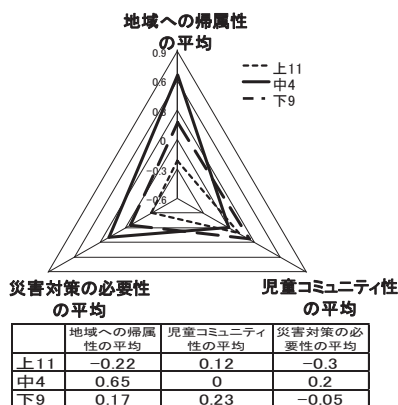 地域への帰属性
の平均
0.9
0.6
0.3
0
−0.3
−0.6
上11
中4
下9
災害対策の必要性
の平均
児童コミュニティ性
の平均
地域への帰属 児童コミュニティ 災害対策の必
性の平均 性の平均 要性の平均
上11 −0.22 0.12 −0.3
中4 0.65 0 0.2
下9 0.17 0.23 −0.05